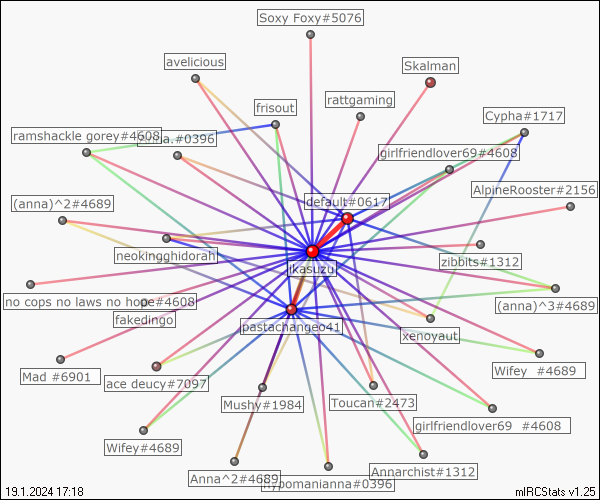 Soxy Foxy#5076
avelicious
Skalman
rattgaming
frisout
Cypha#1717
ramshackle gorey#4608
#0396
girlfriendlover69#4608
AlpineRooster#2156
default#0617
(anna)^2#4689
neokingghidorah
zibbits#1312
ikasuzu
no cops no laws no hope#4608
(anna)^3#4689
fakedingo
pastachangeo41
xenoyaut
Mad #6901
ace deucy#7097
Wifey #4689
Mushy#1984
Toucan#2473
girlfriendlover69 #4608
Wifey#4689
Annarchist#1312
Anna^2#4689
hypomanianna#0396
19.1.2024 17:18
mIRCStats v1.25